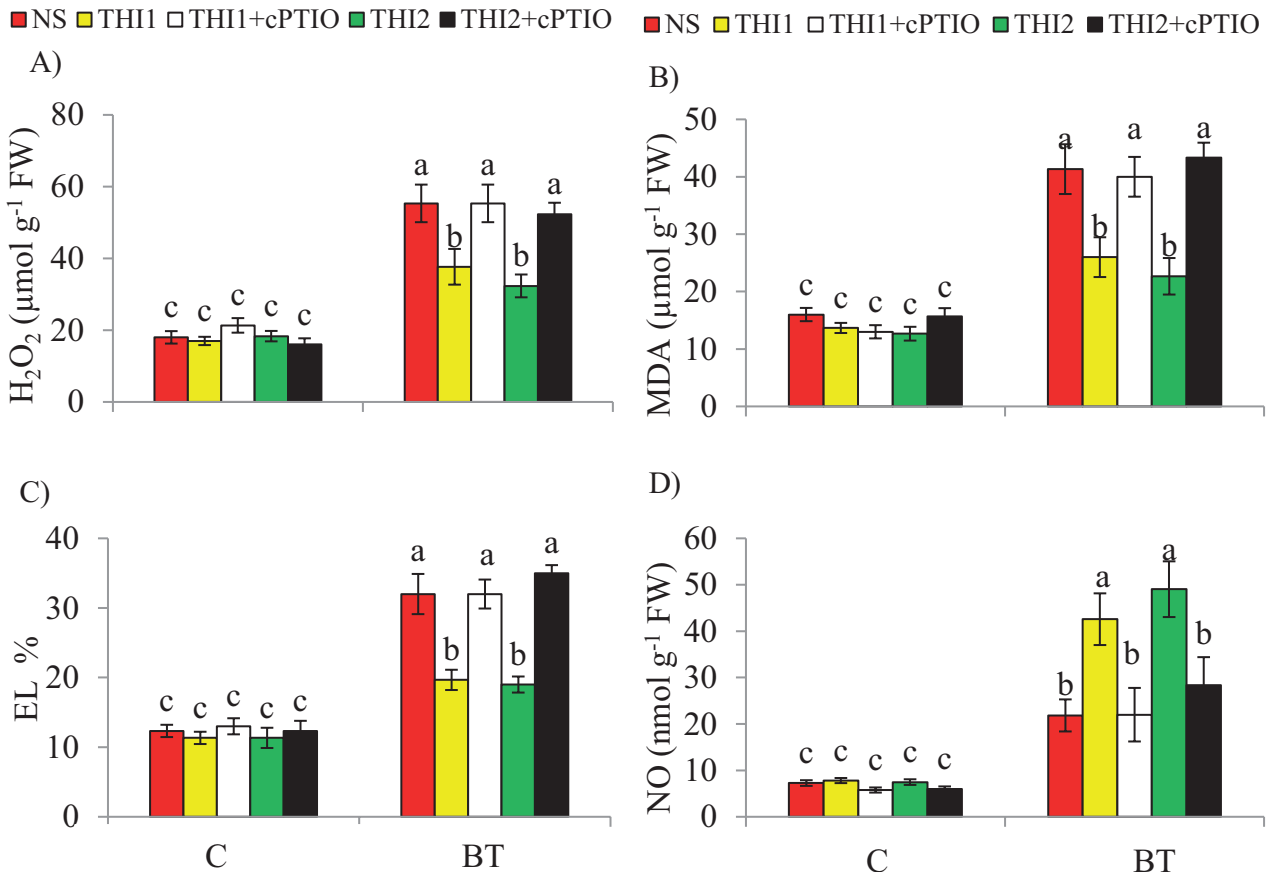 NS THI1 THI1+cPTIO THI2 THI2+cPTIO
NS THI1 THI1+cPTIO THI2 THI2+cPTIO
A)
H₂O₂ (µmol g⁻¹ FW)
80
60
40
20
0
c c c c c
a b a b a
B)
MDA (µmol g⁻¹ FW)
50
40
30
20
10
0
c c c c c
a b a b a
C)
EL %
40
30
20
10
0
c c c c c
a b a b a
C BT
D)
NO (nmol g⁻¹ FW)
60
50
40
30
20
10
0
c c c c c
b a b a b
C BT